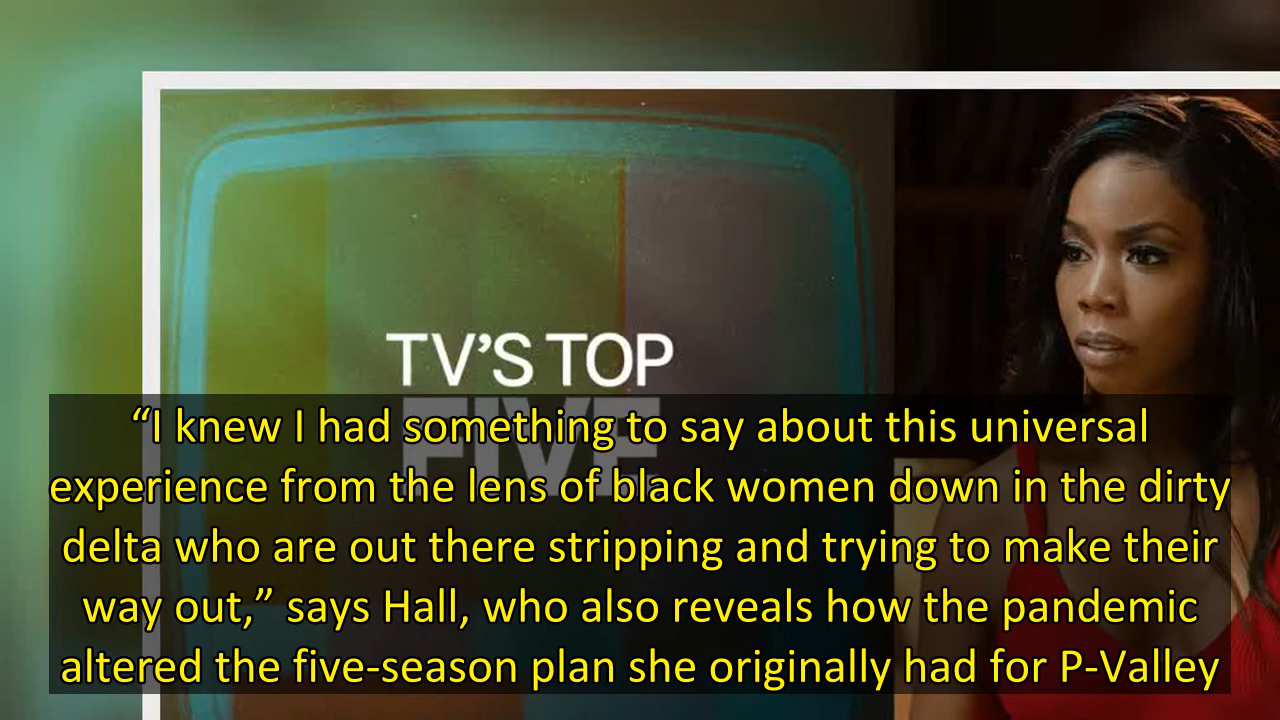 TV’S TOP
FIVE
“I knew I had something to say about this universal
experience from the lens of black women down in the dirty
delta who are out there stripping and trying to make their
way out,” says Hall, who also reveals how the pandemic
altered the five-season plan she originally had for P-Valley